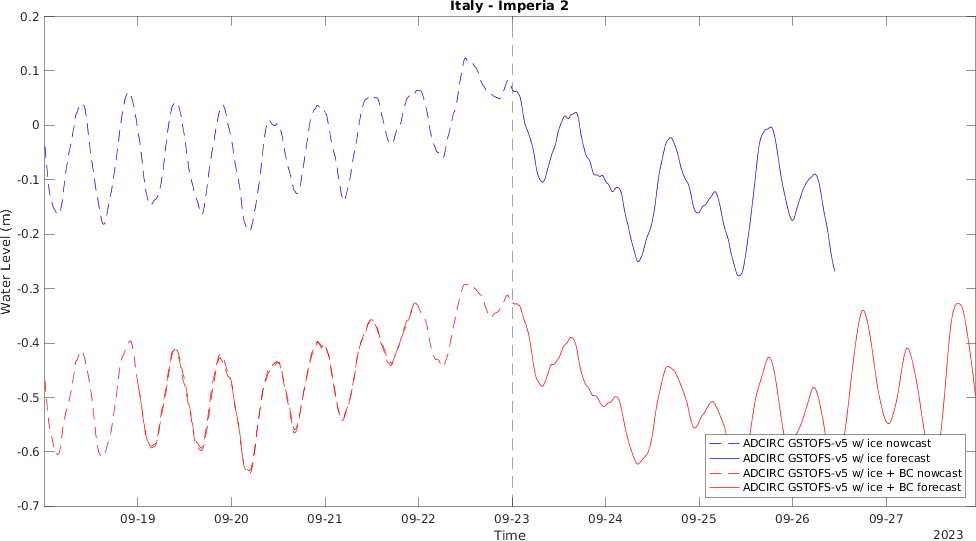 Italy - Imperia 2
0.2
0.1
0
-0.1
-0.2
-0.3
-0.4
-0.5
-0.6
-0.7
Water Level (m)
ADCIRC GSTOFS-v5 w/ ice nowcast
ADCIRC GSTOFS-v5 w/ ice forecast
ADCIRC GSTOFS-v5 w/ ice + BC nowcast
ADCIRC GSTOFS-v5 w/ ice + BC forecast
09-19 09-20 09-21 09-22 09-23 09-24 09-25 09-26 09-27
Time
2023